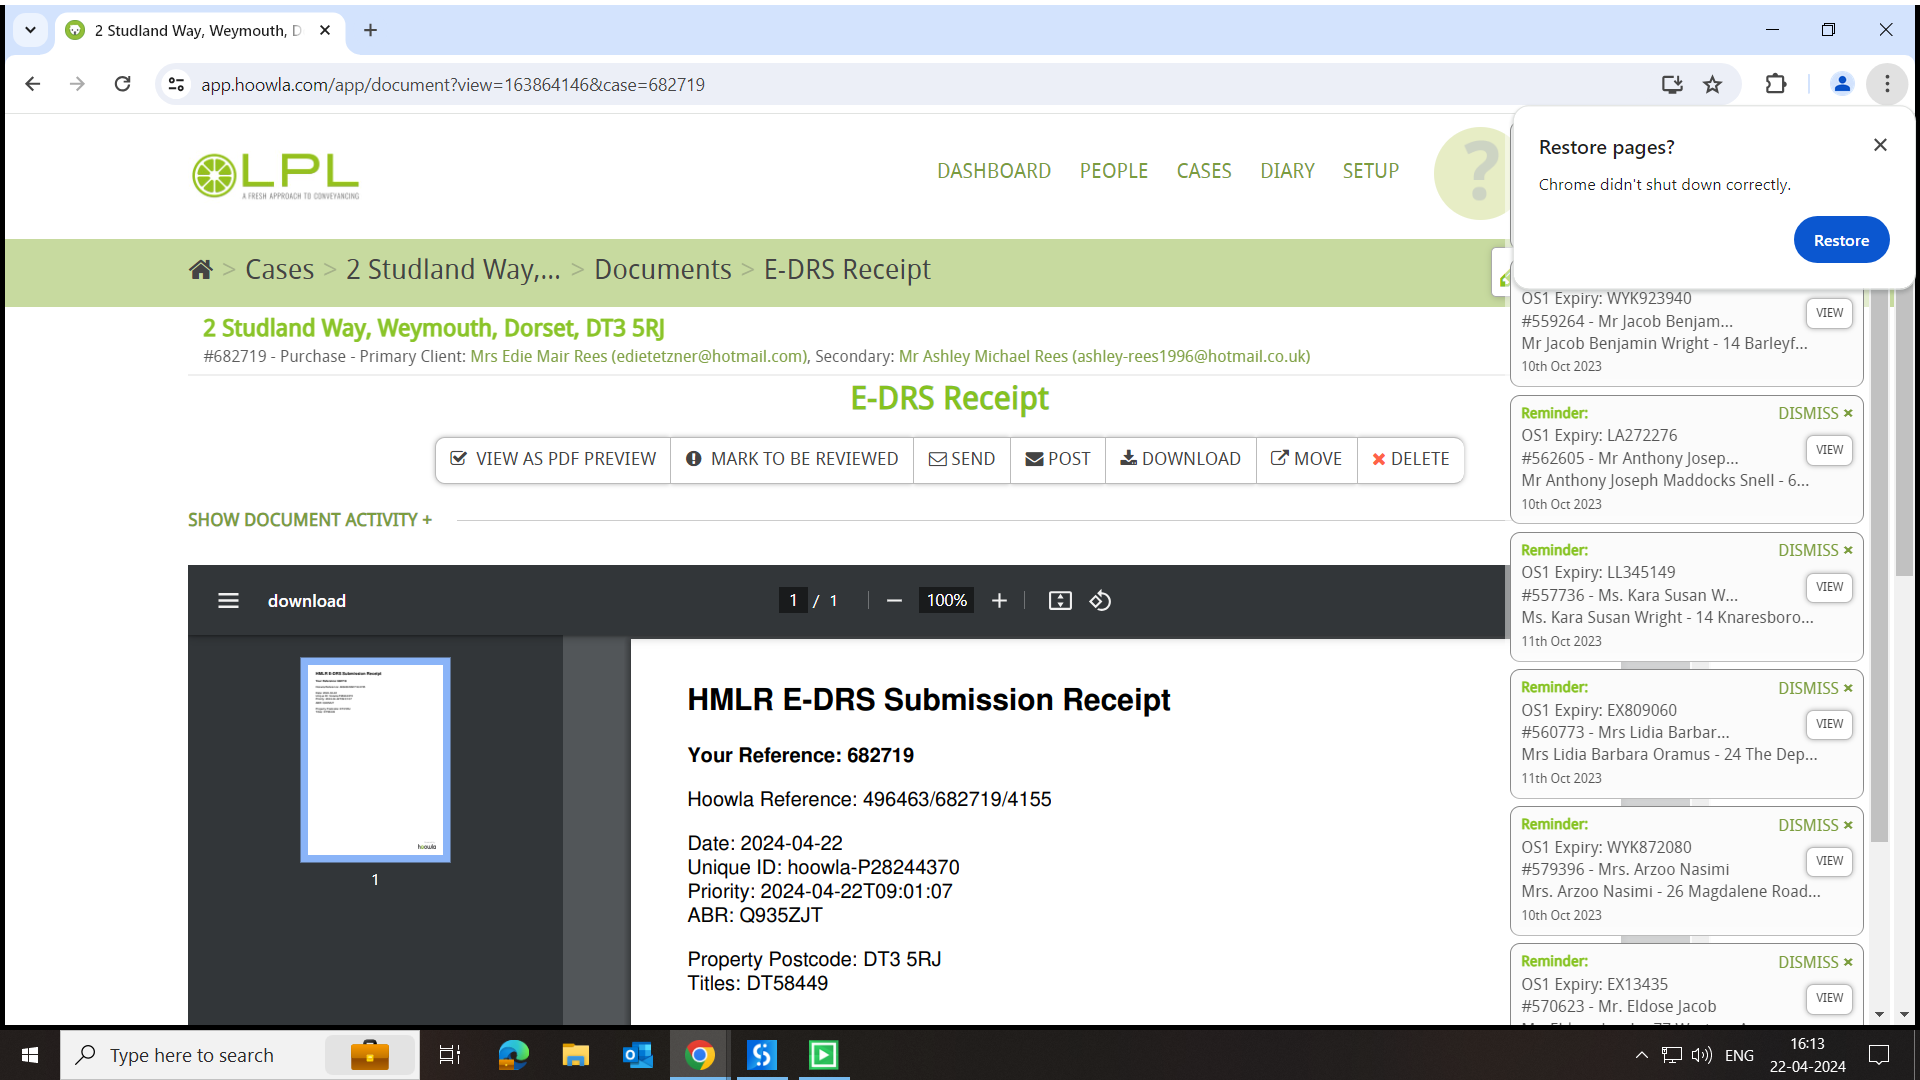 2 Studland Way, Weymouth, D
app.hoowla.com/app/document?view=163864146&case=682719
Restore pages?
Chrome didn't shut down correctly.
Restore
LPL
A FRESH APPROACH TO CONVEYANCING
DASHBOARD
PEOPLE
CASES
DIARY
SETUP
?
> Cases > 2 Studland Way,... > Documents > E-DRS Receipt
2 Studland Way, Weymouth, Dorset, DT3 5RJ
#682719 - Purchase - Primary Client: Mrs Edie Mair Rees (edietetzner@hotmail.com), Secondary: Mr Ashley Michael Rees (ashley-rees1996@hotmail.co.uk)
E-DRS Receipt
VIEW AS PDF PREVIEW
MARK TO BE REVIEWED
SEND
POST
DOWNLOAD
MOVE
DELETE
SHOW DOCUMENT ACTIVITY +
download
1 / 1
100%
HMLR E-DRS Submission Receipt
Your Reference: 682719
hoowla
1
HMLR E-DRS Submission Receipt
Your Reference: 682719
Hoowla Reference: 496463/682719/4155
Date: 2024-04-22
Unique ID: hoowla-P28244370
Priority: 2024-04-22T09:01:07
ABR: Q935ZJT
Property Postcode: DT3 5RJ
Titles: DT58449
OS1 Expiry: WYK923940
VIEW
#559264 - Mr Jacob Benjam...
Mr Jacob Benjamin Wright - 14 Barleyf...
10th Oct 2023
Reminder:
DISMISS ×
OS1 Expiry: LA272276
VIEW
#562605 - Mr Anthony Josep...
Mr Anthony Joseph Maddocks Snell - 6...
10th Oct 2023
Reminder:
DISMISS ×
OS1 Expiry: LL345149
VIEW
#557736 - Ms. Kara Susan W...
Ms. Kara Susan Wright - 14 Knaresboro...
11th Oct 2023
Reminder:
DISMISS ×
OS1 Expiry: EX809060
VIEW
#560773 - Mrs Lidia Barbar...
Mrs Lidia Barbara Oramus - 24 The Dep...
11th Oct 2023
Reminder:
DISMISS ×
OS1 Expiry: WYK872080
VIEW
#579396 - Mrs. Arzoo Nasimi
Mrs. Arzoo Nasimi - 26 Magdalene Road...
10th Oct 2023
Reminder:
DISMISS ×
OS1 Expiry: EX13435
VIEW
#570623 - Mr. Eldose Jacob
Type here to search
ENG
16:13
22-04-2024